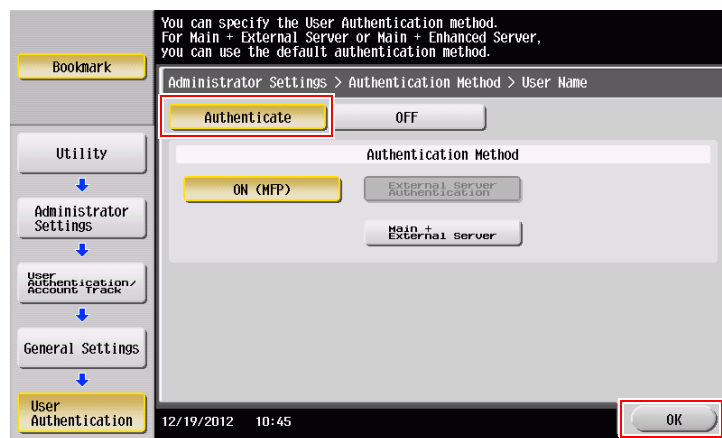 You can specify the User Authentication method.
For Main + External Server or Main + Enhanced Server,
you can use the default authentication method.
Bookmark
Administrator Settings > Authentication Method > User Name
Authenticate
OFF
Utility
Authentication Method
ON (MFP)
External Server
Authentication
Administrator
Settings
Main +
External Server
User
Authentication/
Account Track
General Settings
User
Authentication
12/19/2012 10:45
OK